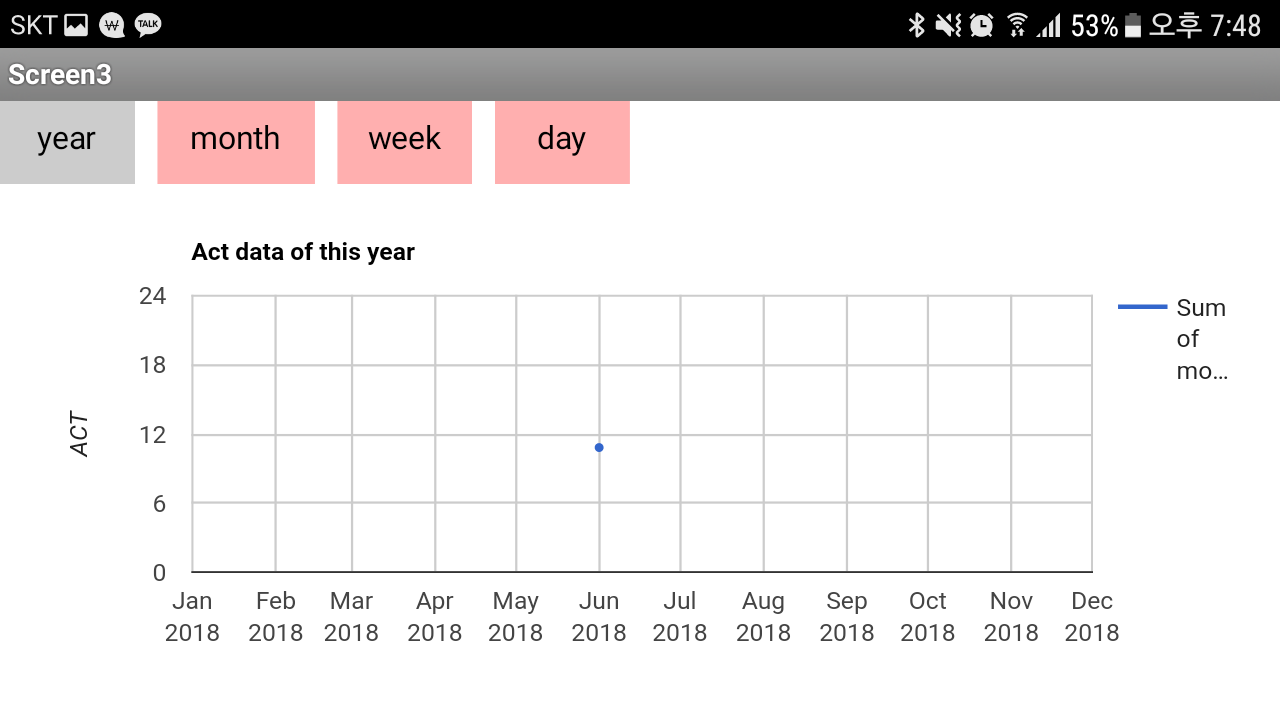 SKT ₩ TALK 53% 오후 7:48
Screen3
year month week day
Act data of this year
24
18
12
6
0
ACT
Sum
of
mo...
Jan Feb Mar Apr May Jun Jul Aug Sep Oct Nov Dec
2018 2018 2018 2018 2018 2018 2018 2018 2018 2018 2018 2018